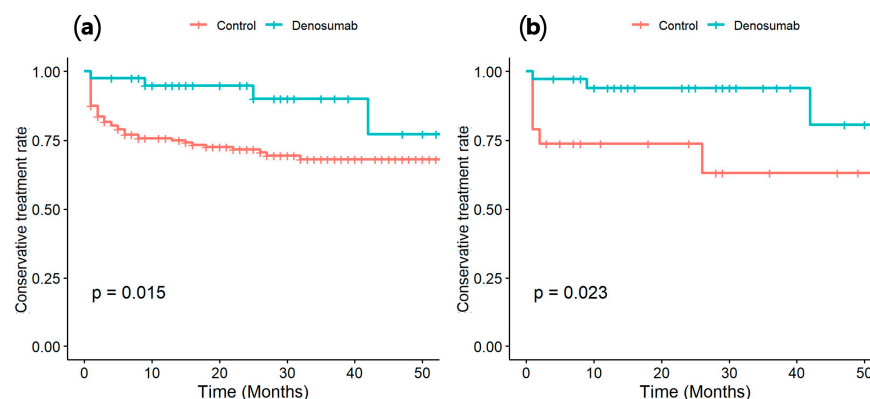 (a)
Control Denosumab
Conservative treatment rate
1.00
0.75
0.50
0.25
0.00
p = 0.015
0 10 20 30 40 50
Time (Months)
(b)
Control Denosumab
Conservative treatment rate
1.00
0.75
0.50
0.25
0.00
p = 0.023
0 10 20 30 40 50
Time (Months)